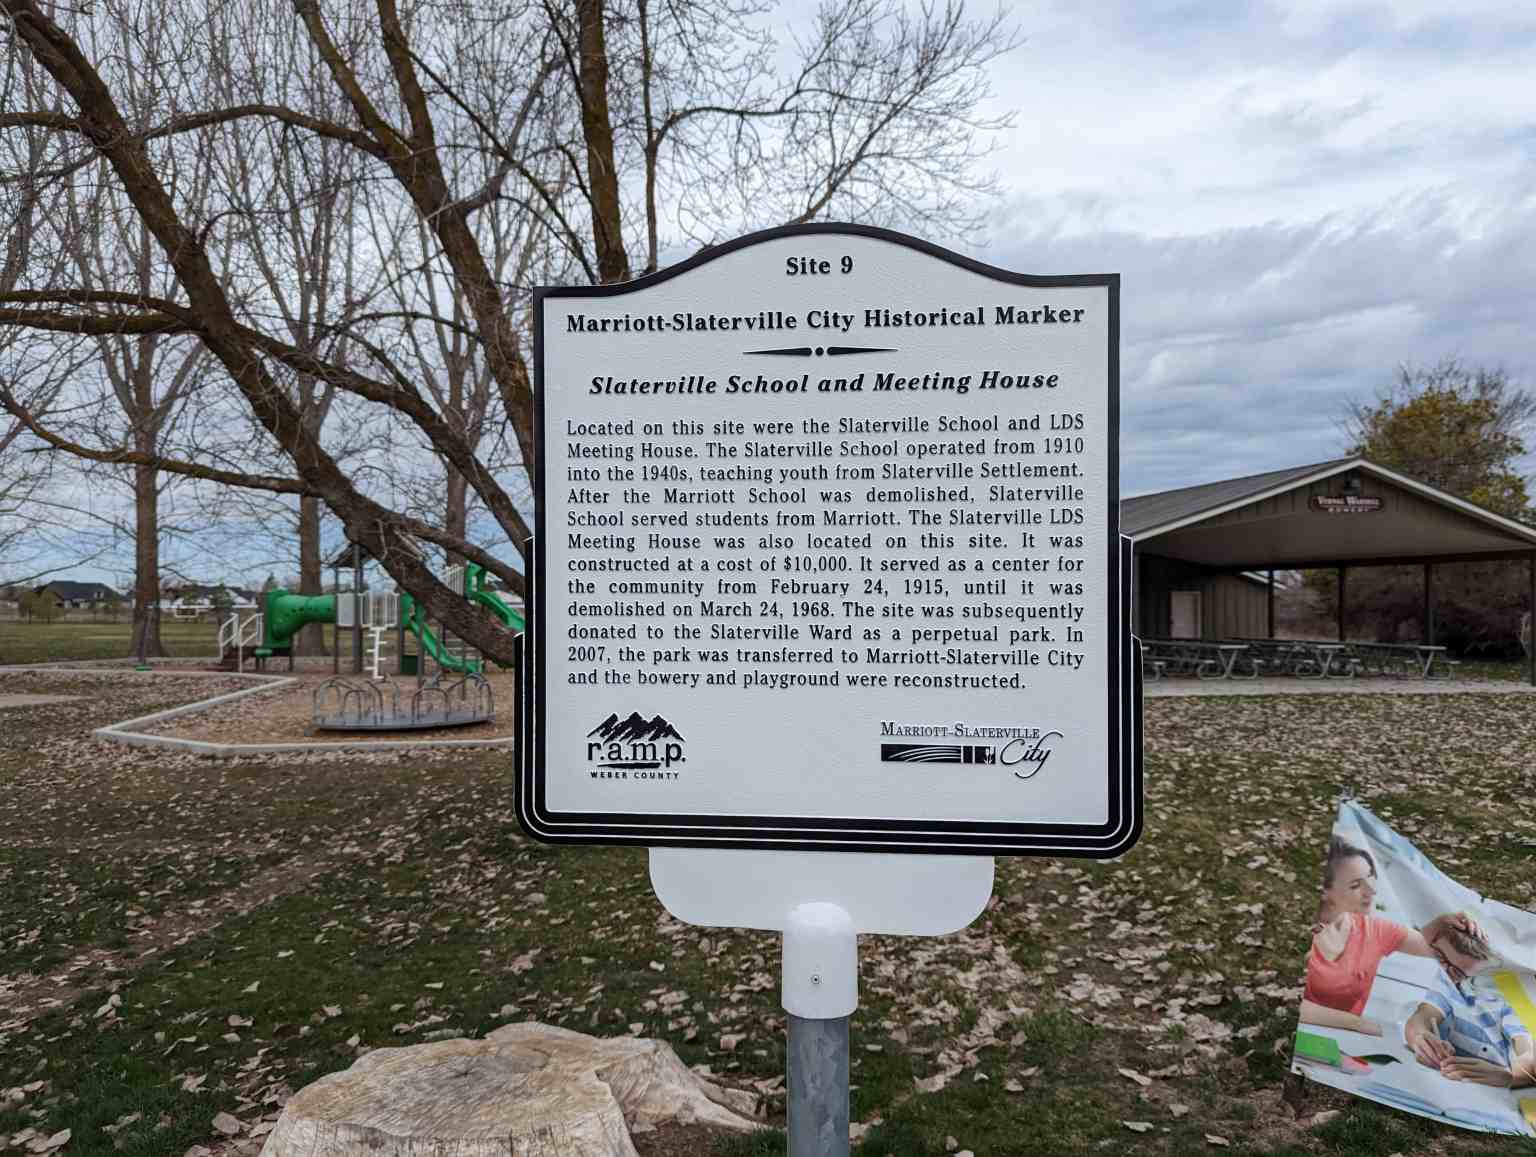 Site 9
Marriott-Slaterville City Historical Marker
Slaterville School and Meeting House
Located on this site were the Slaterville School and LDS
Meeting House. The Slaterville School operated from 1910
into the 1940s, teaching youth from Slaterville Settlement.
After the Marriott School was demolished, Slaterville
School served students from Marriott. The Slaterville LDS
Meeting House was also located on this site. It was
constructed at a cost of $10,000. It served as a center for
the community from February 24, 1915, until it was
demolished on March 24, 1968. The site was subsequently
donated to the Slaterville Ward as a perpetual park. In
2007, the park was transferred to Marriott-Slaterville City
and the bowery and playground were reconstructed.
r.a.m.p.
WEBER COUNTY
MARRIOTT-SLATERVILLE
City
BOWERY